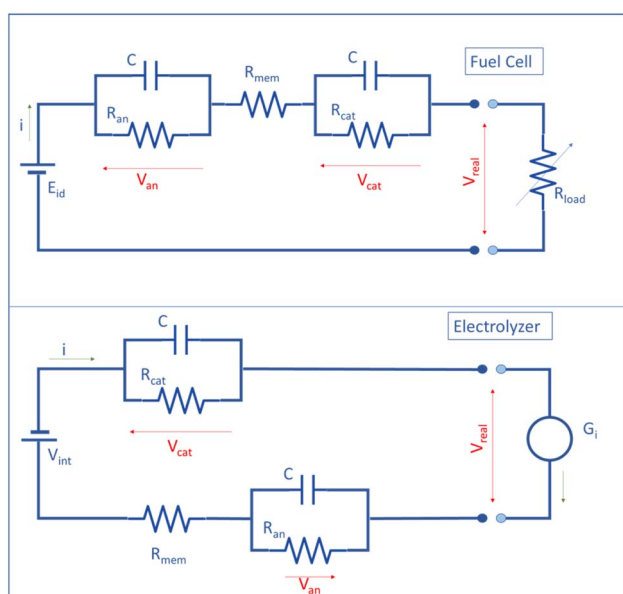 Fuel Cell
C
C
R_mem
R_an
R_cat
i
E_id
V_an
V_cat
V_real
R_load
Electrolyzer
C
i
R_cat
V_cat
V_int
V_real
G_i
C
R_an
R_mem
V_an